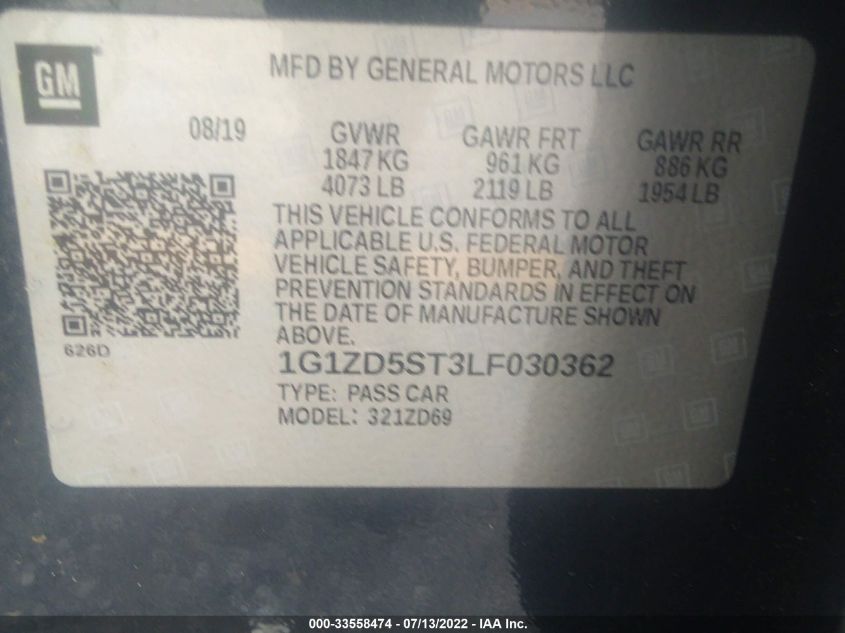 GM
MFD BY GENERAL MOTORS LLC
08/19
GVWR GAWR FRT GAWR RR
1847 KG 961 KG 886 KG
4073 LB 2119 LB 1954 LB
THIS VEHICLE CONFORMS TO ALL
APPLICABLE U.S. FEDERAL MOTOR
VEHICLE SAFETY, BUMPER, AND THEFT
PREVENTION STANDARDS IN EFFECT ON
THE DATE OF MANUFACTURE SHOWN
ABOVE.
626D
1G1ZD5ST3LF030362
TYPE: PASS CAR
MODEL: 321ZD69
000-33558474 - 07/13/2022 - IAA Inc.